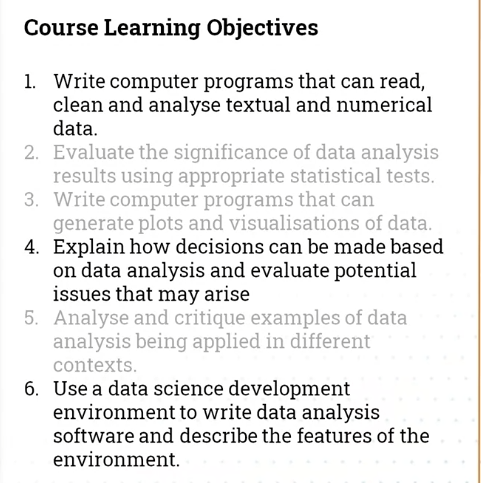 Course Learning Objectives
1. Write computer programs that can read,
clean and analyse textual and numerical
data.
2. Evaluate the significance of data analysis
results using appropriate statistical tests.
3. Write computer programs that can
generate plots and visualisations of data.
4. Explain how decisions can be made based
on data analysis and evaluate potential
issues that may arise
5. Analyse and critique examples of data
analysis being applied in different
contexts.
6. Use a data science development
environment to write data analysis
software and describe the features of the
environment.